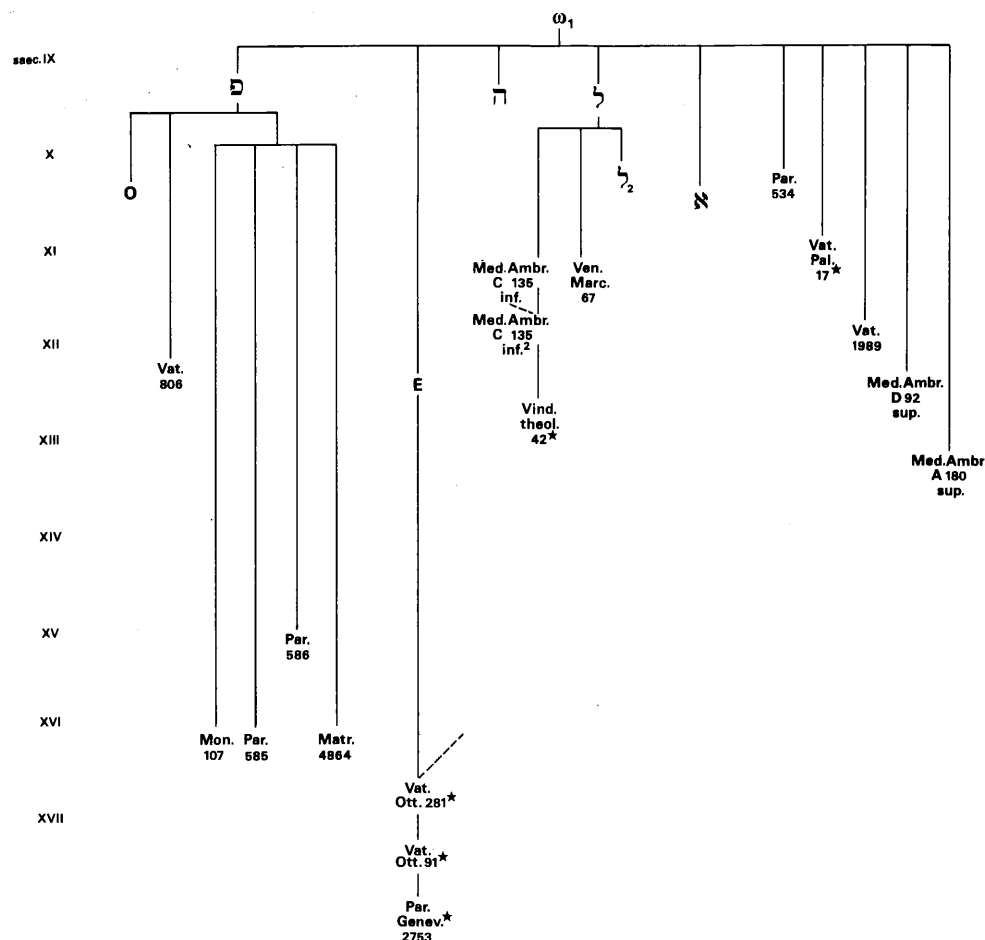 ω₁
saec. IX
פ
ה
ל
X
O
ל₂
א
Par.
534
XI
Med. Ambr.
C 135
inf.
Ven.
Marc.
67
Vat.
Pal.
17★
XII
Med. Ambr.
C 135
inf.²
Vat.
1989
Vat.
806
E
Med. Ambr.
D 92
sup.
XIII
Vind.
theol.
42★
Med. Ambr
A 180
sup.
XIV
XV
Par.
586
XVI
Mon.
107
Par.
585
Matr.
4864
Vat.
Ott. 281★
XVII
Vat.
Ott. 91★
Par.
Genev.★
2753